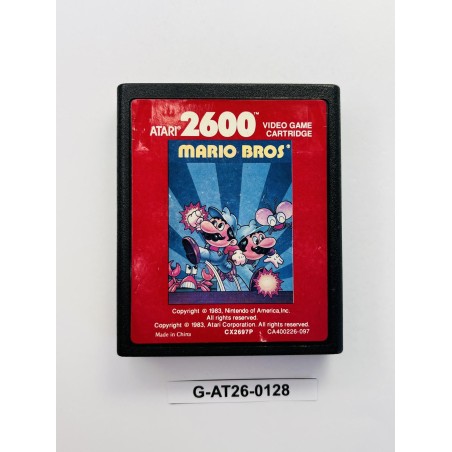 ATARI® 2600™ VIDEO GAME
CARTRIDGE
MARIO BROS®
Copyright © 1983, Nintendo of America, Inc.
All rights reserved.
Copyright © 1983, Atari Corporation. All rights reserved.
Made in China CX2697P CA400226-097
G-AT26-0128